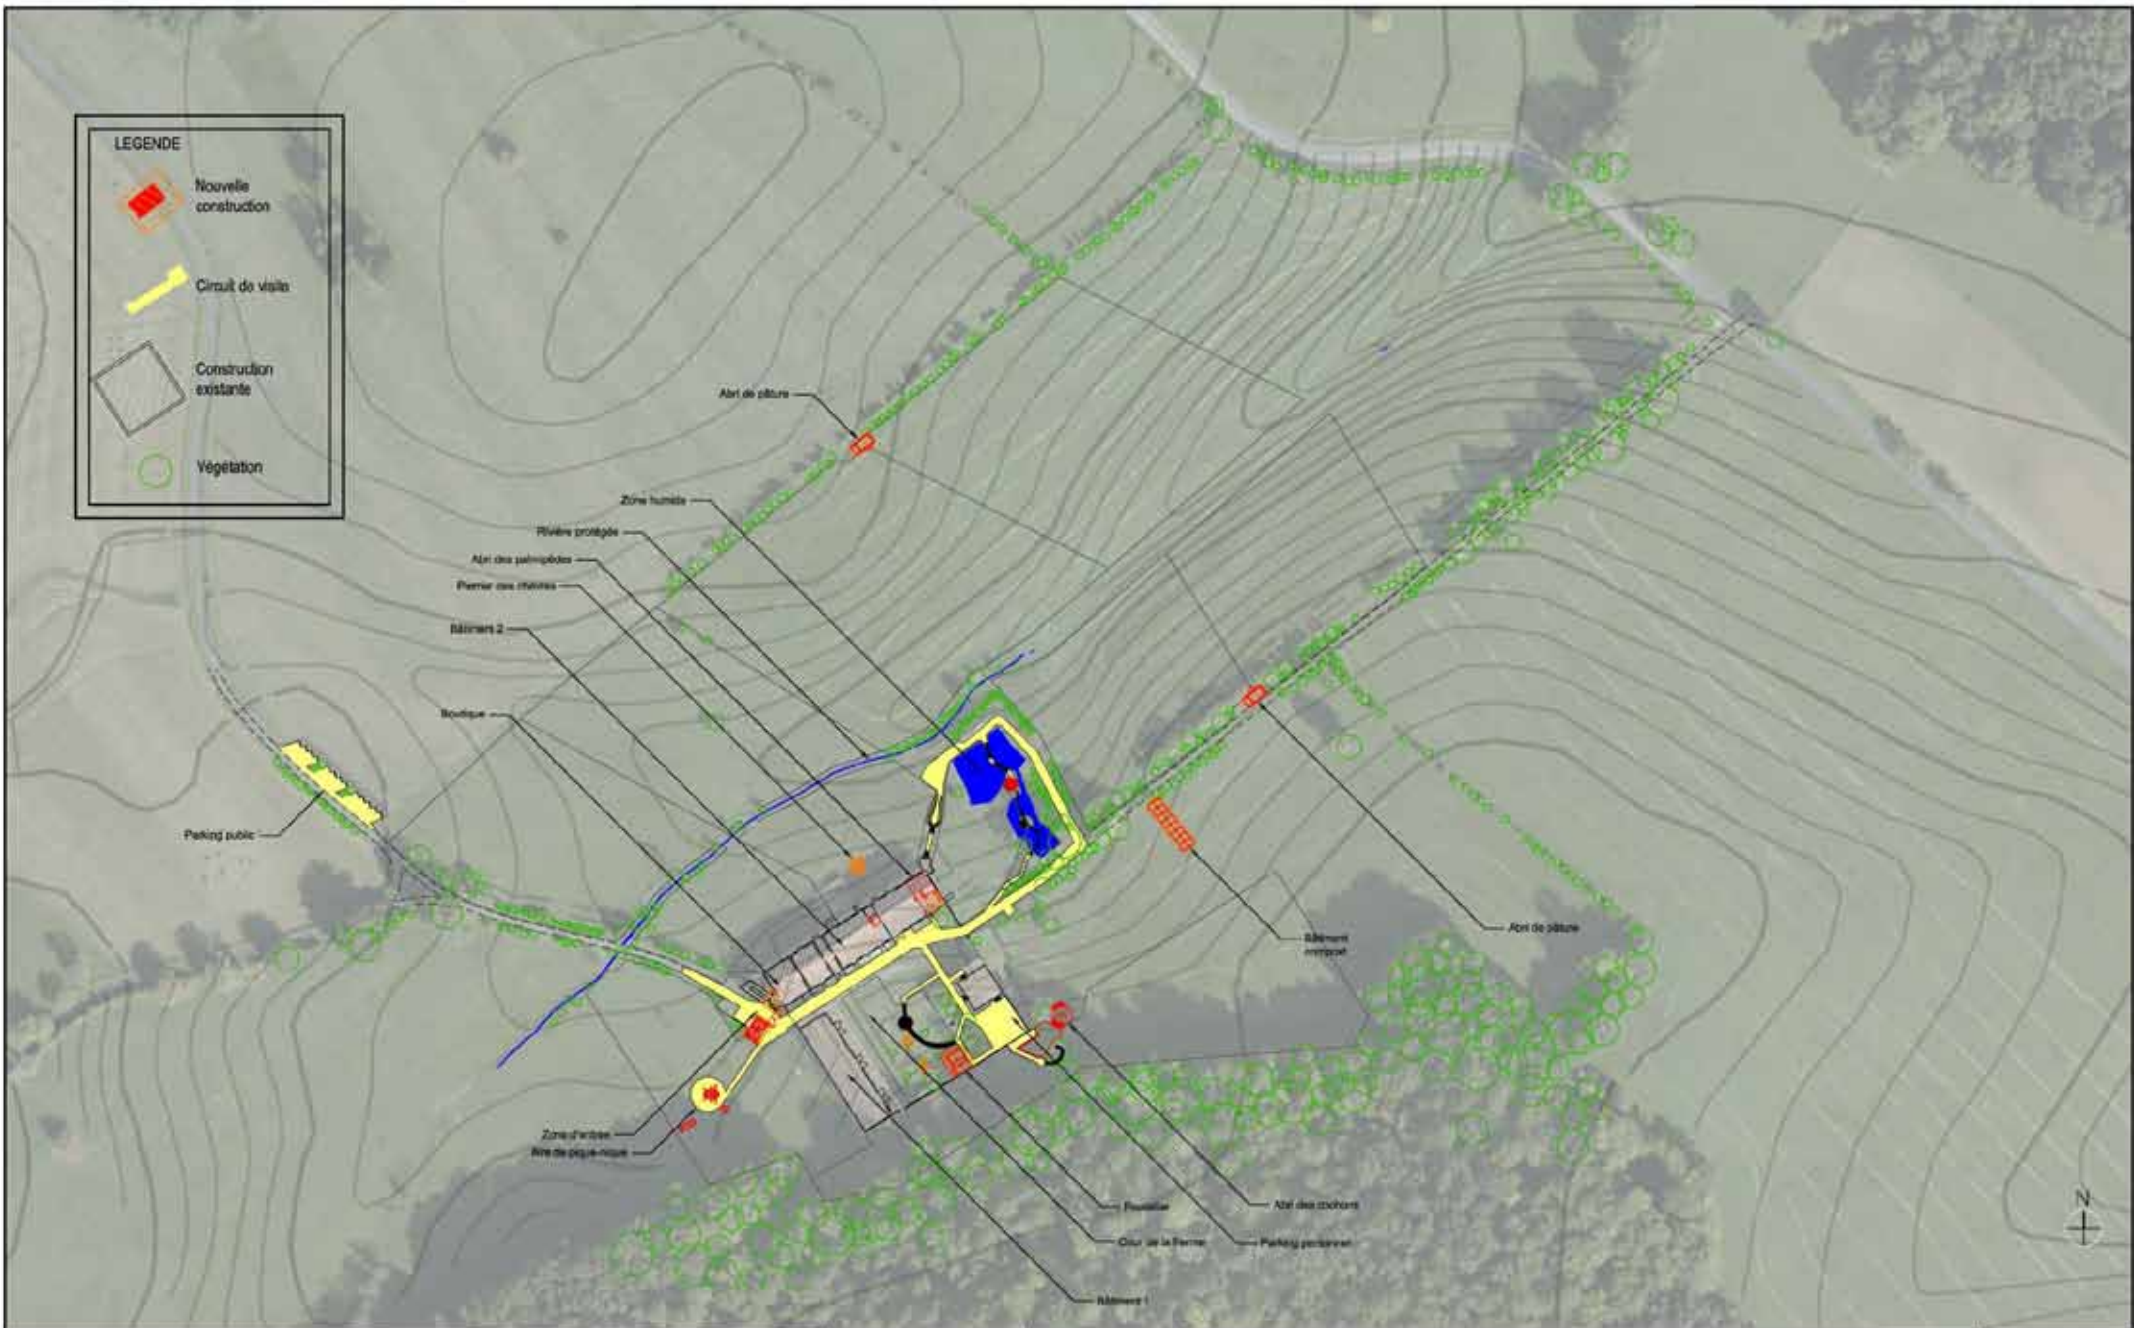 LEGENDE
Nouvelle
construction
Circuit de visite
Construction
existante
Végétation
Abri de pâture
Zone humide
Rivière protégée
Abri des palmipèdes
Bâtiment 2
Boutique
Parking public
Abri de pâture
Bâtiment
compost
Zone d'entrée
Aire de pique-nique
Poulailler
Abri des cochons
Cour de la Ferme
Parking personnel
Bâtiment 1
N